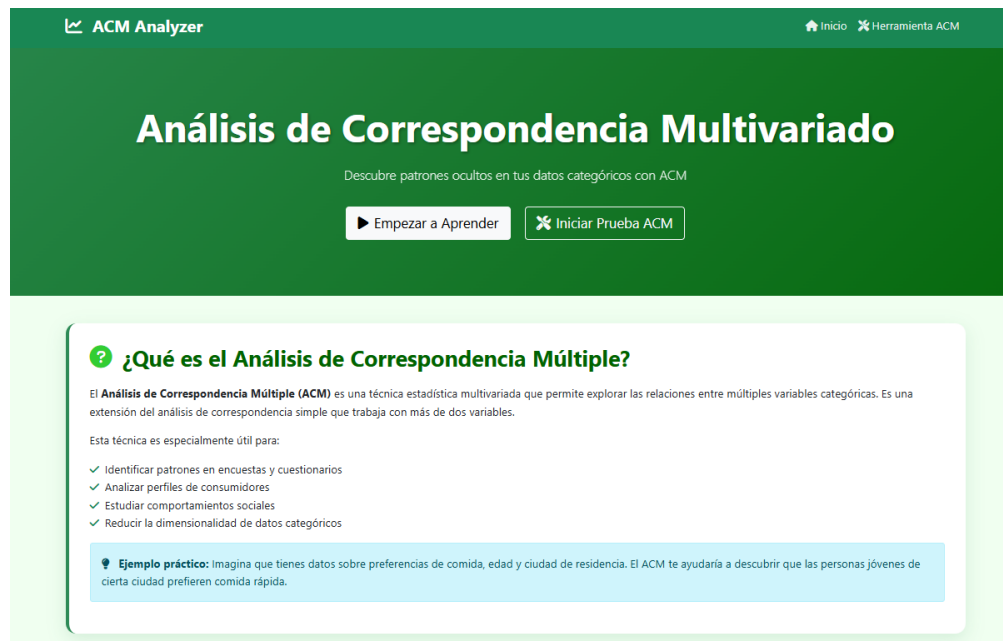 ACM Analyzer
Inicio
Herramienta ACM
Análisis de Correspondencia Multivariado
Descubre patrones ocultos en tus datos categóricos con ACM
Empezar a Aprender
Iniciar Prueba ACM
¿Qué es el Análisis de Correspondencia Múltiple?
El Análisis de Correspondencia Múltiple (ACM) es una técnica estadística multivariada que permite explorar las relaciones entre múltiples variables categóricas. Es una
extensión del análisis de correspondencia simple que trabaja con más de dos variables.
Esta técnica es especialmente útil para:
Identificar patrones en encuestas y cuestionarios
Analizar perfiles de consumidores
Estudiar comportamientos sociales
Reducir la dimensionalidad de datos categóricos
Ejemplo práctico: Imagina que tienes datos sobre preferencias de comida, edad y ciudad de residencia. El ACM te ayudaría a descubrir que las personas jóvenes de
cierta ciudad prefieren comida rápida.